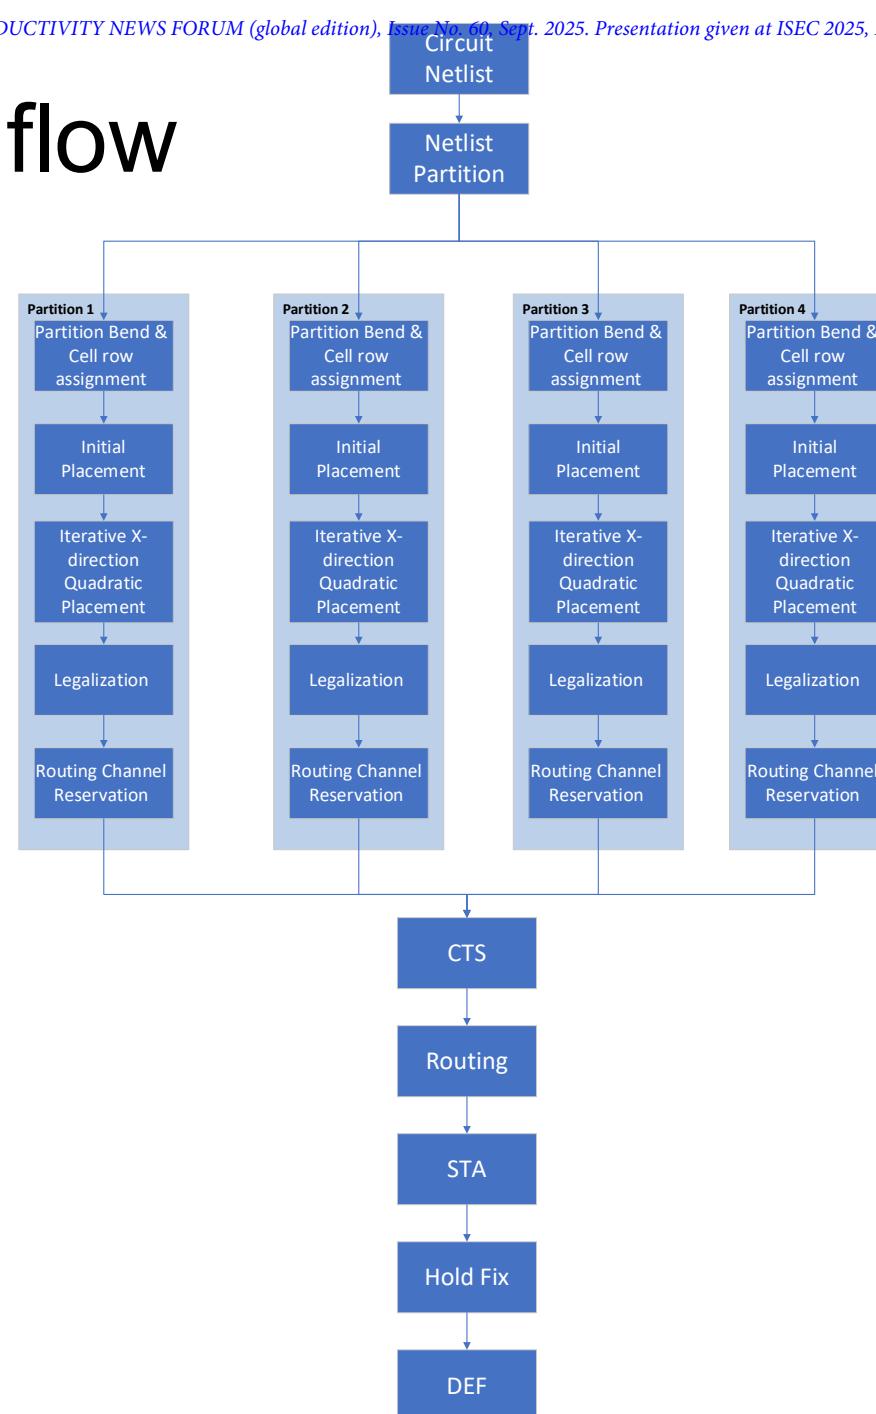 UCTIVITY NEWS FORUM (global edition), Issue No. 60, Sept. 2025. Presentation given at ISEC 2025,
flow
Circuit
Netlist
Netlist
Partition
Partition 1
Partition Bend &
Cell row
assignment
Initial
Placement
Iterative X-
direction
Quadratic
Placement
Legalization
Routing Channel
Reservation
Partition 2
Partition Bend &
Cell row
assignment
Initial
Placement
Iterative X-
direction
Quadratic
Placement
Legalization
Routing Channel
Reservation
Partition 3
Partition Bend &
Cell row
assignment
Initial
Placement
Iterative X-
direction
Quadratic
Placement
Legalization
Routing Channel
Reservation
Partition 4
Partition Bend &
Cell row
assignment
Initial
Placement
Iterative X-
direction
Quadratic
Placement
Legalization
Routing Channel
Reservation
CTS
Routing
STA
Hold Fix
DEF